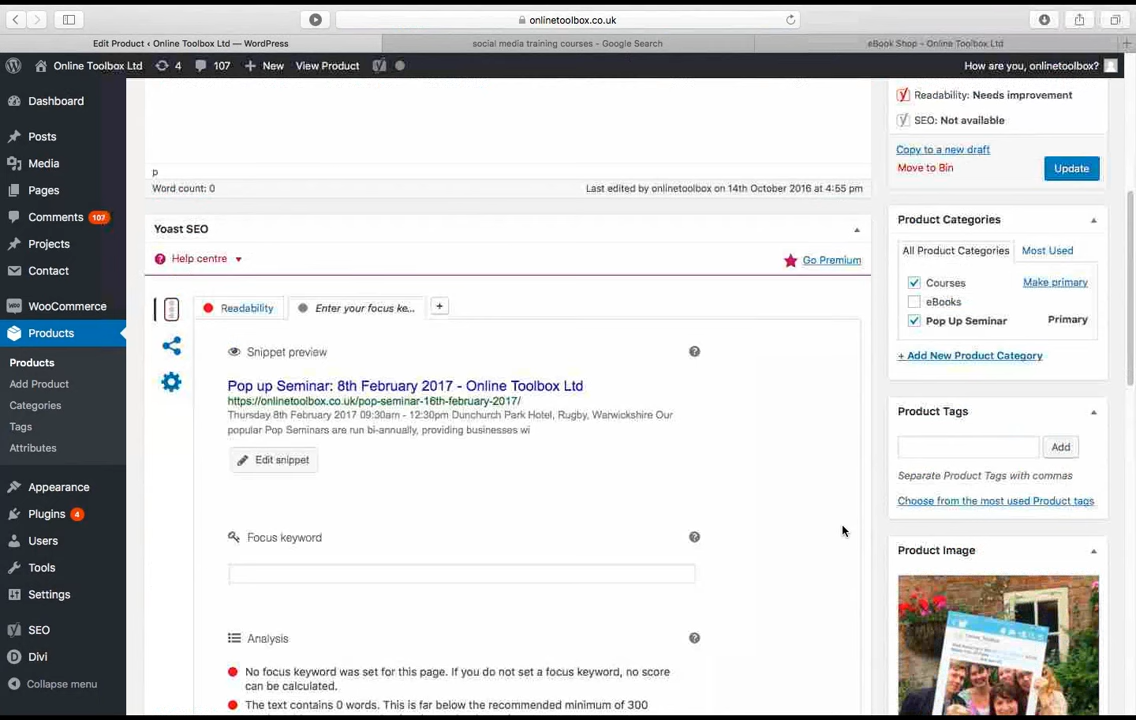 onlinetoolbox.co.uk
Edit Product ‹ Online Toolbox Ltd — WordPress
social media training courses - Google Search
eBook Shop - Online Toolbox Ltd
Online Toolbox Ltd
4
107
New
View Product
How are you, onlinetoolbox?
Dashboard
Posts
Media
Pages
Comments 107
Projects
Contact
WooCommerce
Products
Products
Add Product
Categories
Tags
Attributes
Appearance
Plugins 4
Users
Tools
Settings
SEO
Divi
Collapse menu
p
Word count: 0
Last edited by onlinetoolbox on 14th October 2016 at 4:55 pm
Yoast SEO
Help centre
Go Premium
Readability
Enter your focus ke...
+
Snippet preview
Pop up Seminar: 8th February 2017 - Online Toolbox Ltd
https://onlinetoolbox.co.uk/pop-seminar-16th-february-2017/
Thursday 8th February 2017 09:30am - 12:30pm Dunchurch Park Hotel, Rugby, Warwickshire Our
popular Pop Seminars are run bi-annually, providing businesses wi
Edit snippet
Focus keyword
Analysis
No focus keyword was set for this page. If you do not set a focus keyword, no score
can be calculated.
The text contains 0 words. This is far below the recommended minimum of 300
Readability: Needs improvement
SEO: Not available
Copy to a new draft
Move to Bin
Update
Product Categories
All Product Categories
Most Used
Courses
Make primary
eBooks
Pop Up Seminar
Primary
+ Add New Product Category
Product Tags
Add
Separate Product Tags with commas
Choose from the most used Product tags
Product Image